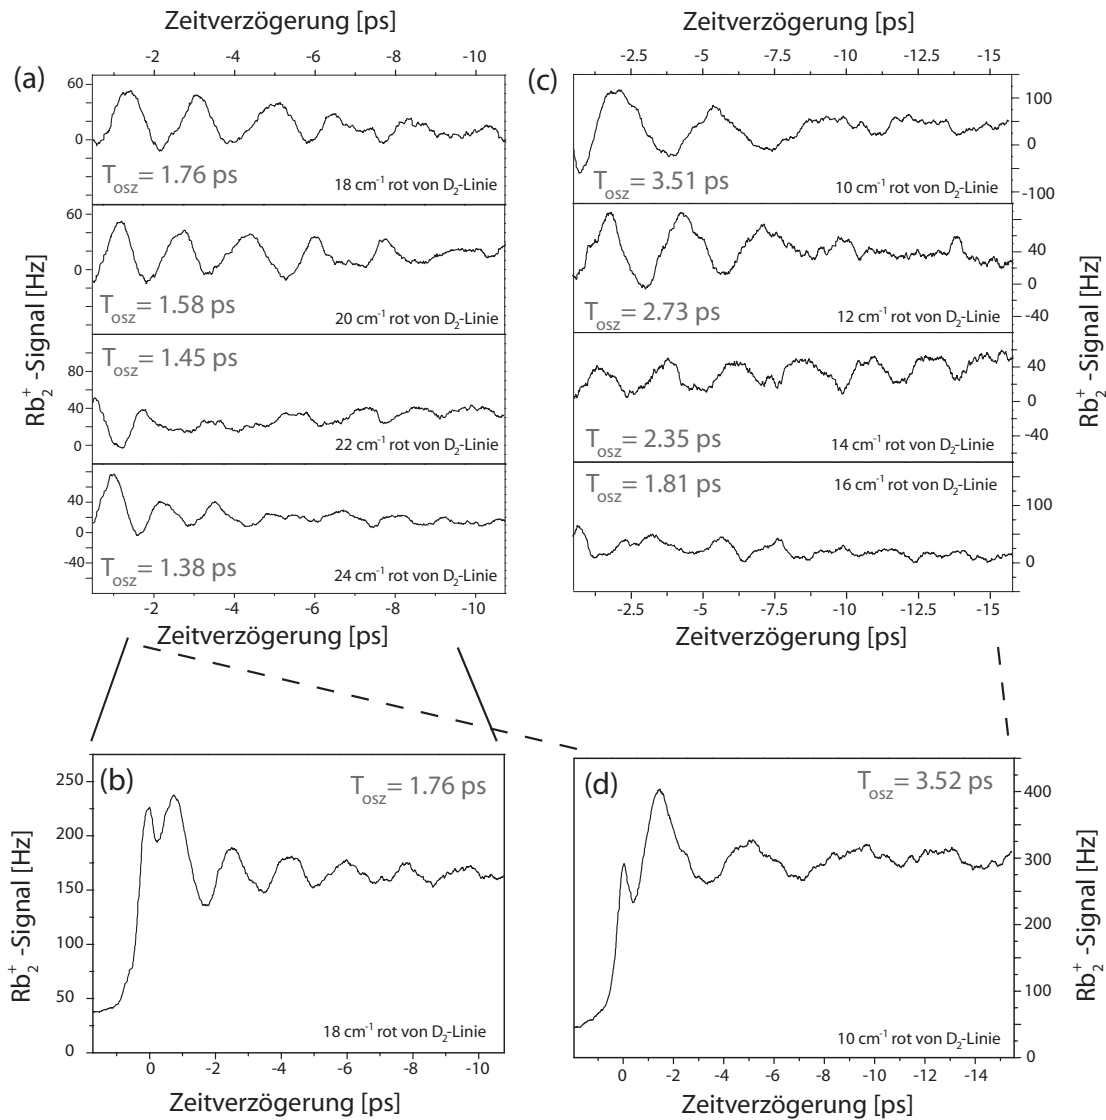 Zeitverzögerung [ps]
-2 -4 -6 -8 -10
(a)
60
0
T_osz = 1.76 ps
18 cm⁻¹ rot von D₂-Linie
60
0
T_osz = 1.58 ps
20 cm⁻¹ rot von D₂-Linie
T_osz = 1.45 ps
80
40
0
22 cm⁻¹ rot von D₂-Linie
40
0
-40
T_osz = 1.38 ps
24 cm⁻¹ rot von D₂-Linie
Rb₂⁺ -Signal [Hz]
-2 -4 -6 -8 -10
Zeitverzögerung [ps]
Zeitverzögerung [ps]
-2.5 -5 -7.5 -10 -12.5 -15
(c)
100
0
-100
T_osz = 3.51 ps
10 cm⁻¹ rot von D₂-Linie
40
0
-40
T_osz = 2.73 ps
12 cm⁻¹ rot von D₂-Linie
40
0
-40
T_osz = 2.35 ps
14 cm⁻¹ rot von D₂-Linie
T_osz = 1.81 ps
16 cm⁻¹ rot von D₂-Linie
100
0
Rb₂⁺ -Signal [Hz]
-2.5 -5 -7.5 -10 -12.5 -15
Zeitverzögerung [ps]
(b)
T_osz = 1.76 ps
250
200
150
100
50
0
Rb₂⁺ -Signal [Hz]
18 cm⁻¹ rot von D₂-Linie
0 -2 -4 -6 -8 -10
Zeitverzögerung [ps]
(d)
T_osz = 3.52 ps
400
300
200
100
0
Rb₂⁺ -Signal [Hz]
10 cm⁻¹ rot von D₂-Linie
0 -2 -4 -6 -8 -10 -12 -14
Zeitverzögerung [ps]